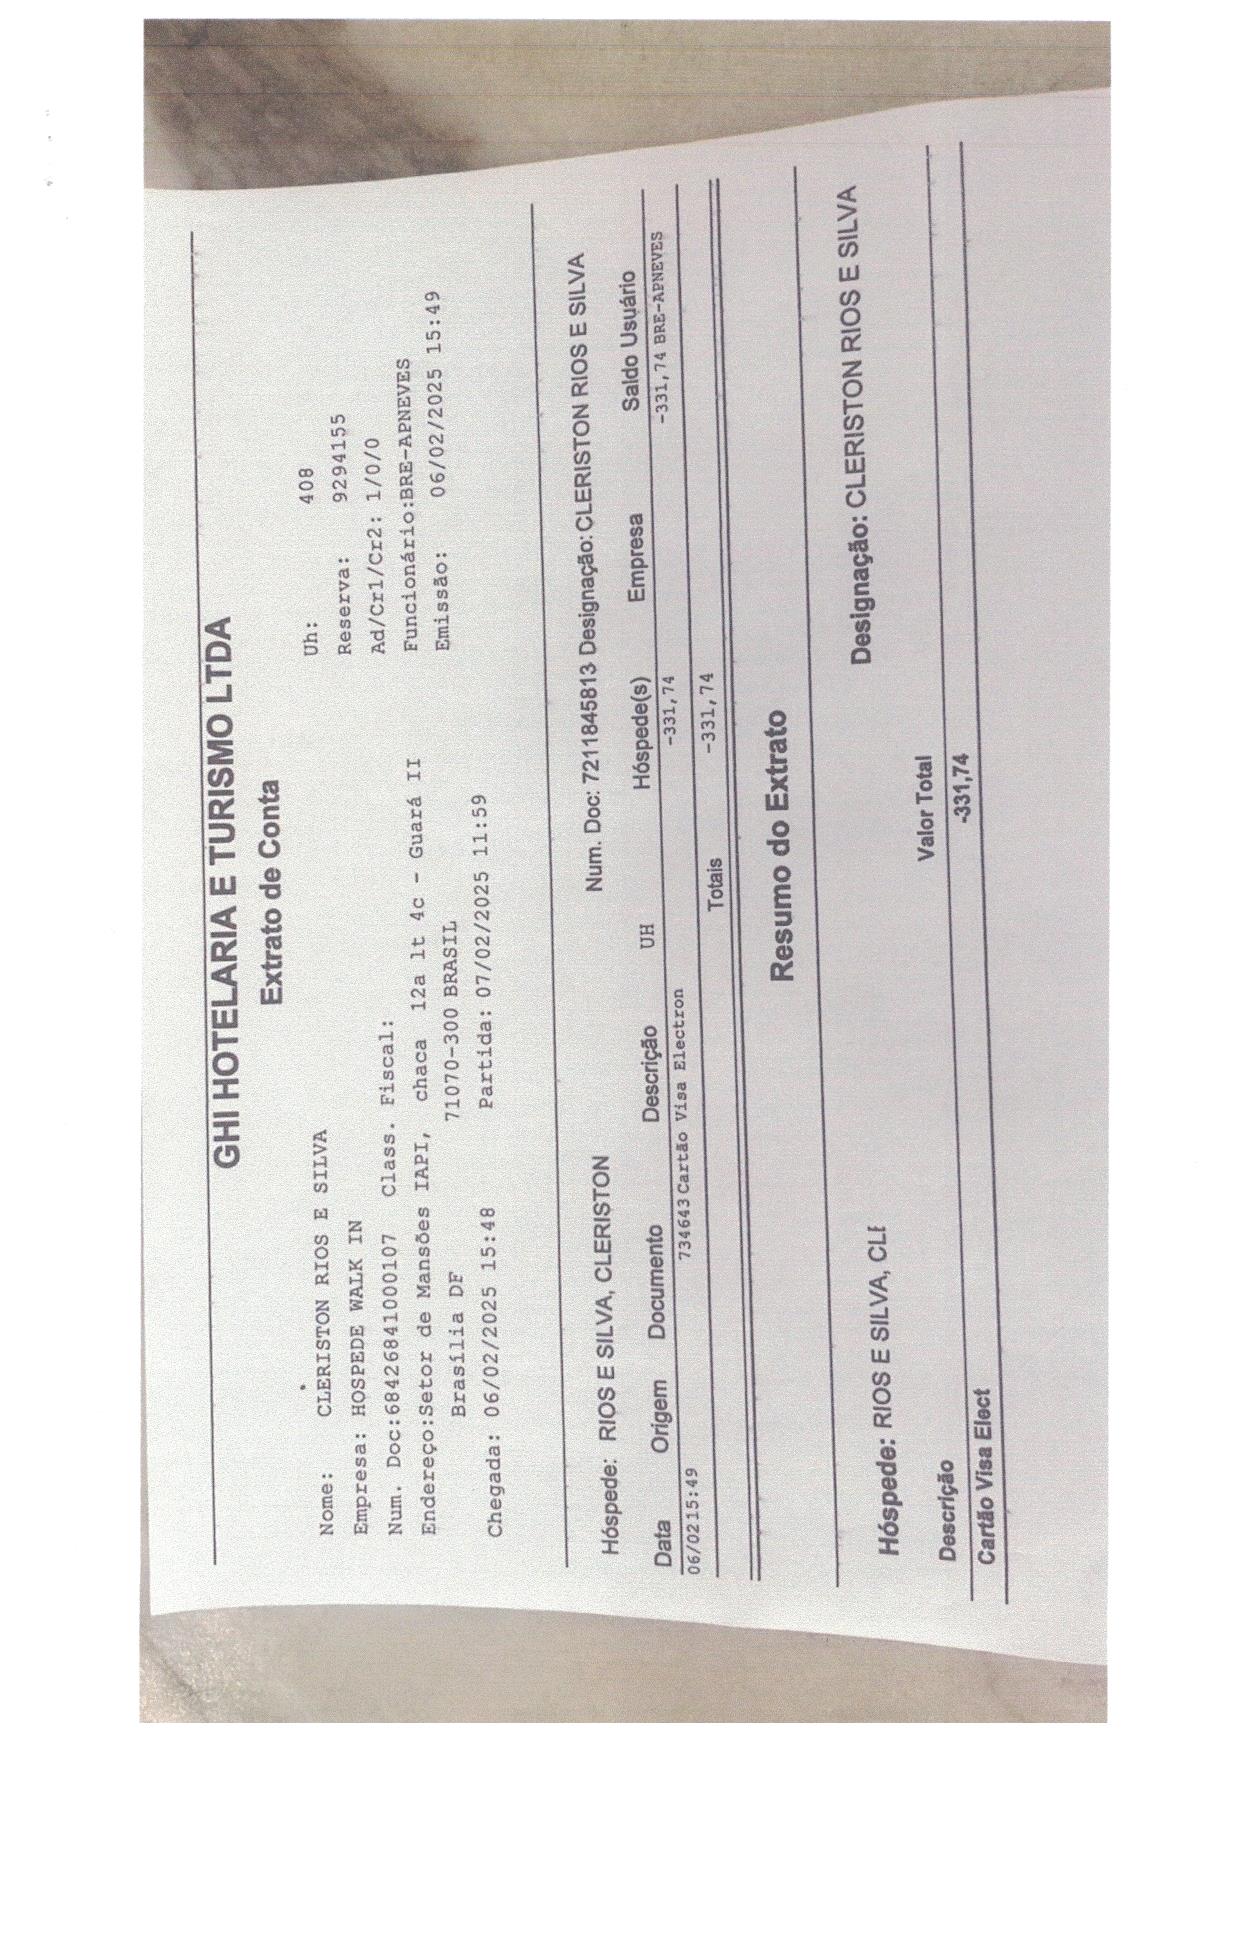 GHI HOTELARIA E TURISMO LTDA
Extrato de Conta
Nome: CLERISTON RIOS E SILVA Uh: 408
Empresa: HOSPEDE WALK IN Reserva: 9294155
Num. Doc:68426841000107 Class. Fiscal: Ad/Cr1/Cr2: 1/0/0
Endereço:Setor de Mansões IAPI, chaca 12a lt 4c - Guará II Funcionário:BRE-APNEVES
Brasília DF 71070-300 BRASIL Emissão: 06/02/2025 15:49
Chegada: 06/02/2025 15:48 Partida: 07/02/2025 11:59
Hóspede: RIOS E SILVA, CLERISTON Num. Doc: 7211845813 Designação:CLERISTON RIOS E SILVA
Data Origem Documento Descrição UH Hóspede(s) Empresa Saldo Usuário
06/0215:49 734643 Cartão Visa Electron -331,74 -331,74 BRE-APNEVES
Totais -331,74
Resumo do Extrato
Hóspede: RIOS E SILVA, CLE Designação: CLERISTON RIOS E SILVA
Descrição Valor Total
Cartão Visa Elect -331,74